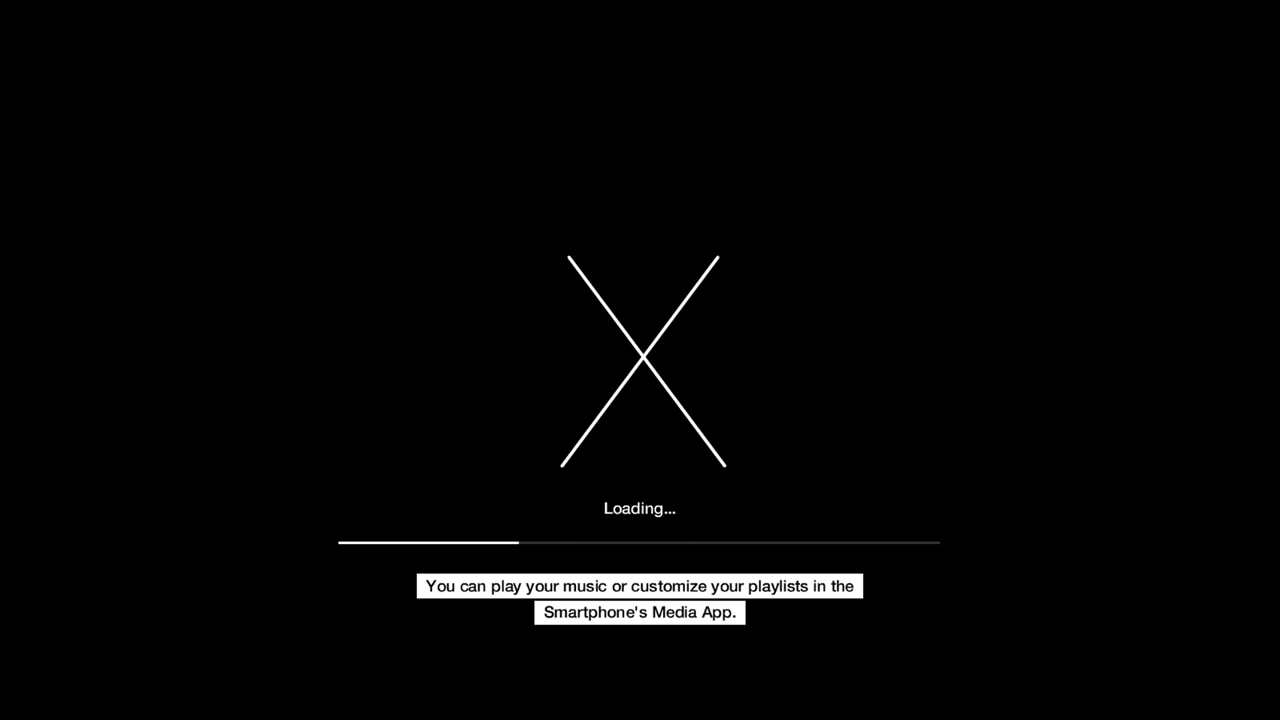 Loading...
You can play your music or customize your playlists in the
Smartphone's Media App.